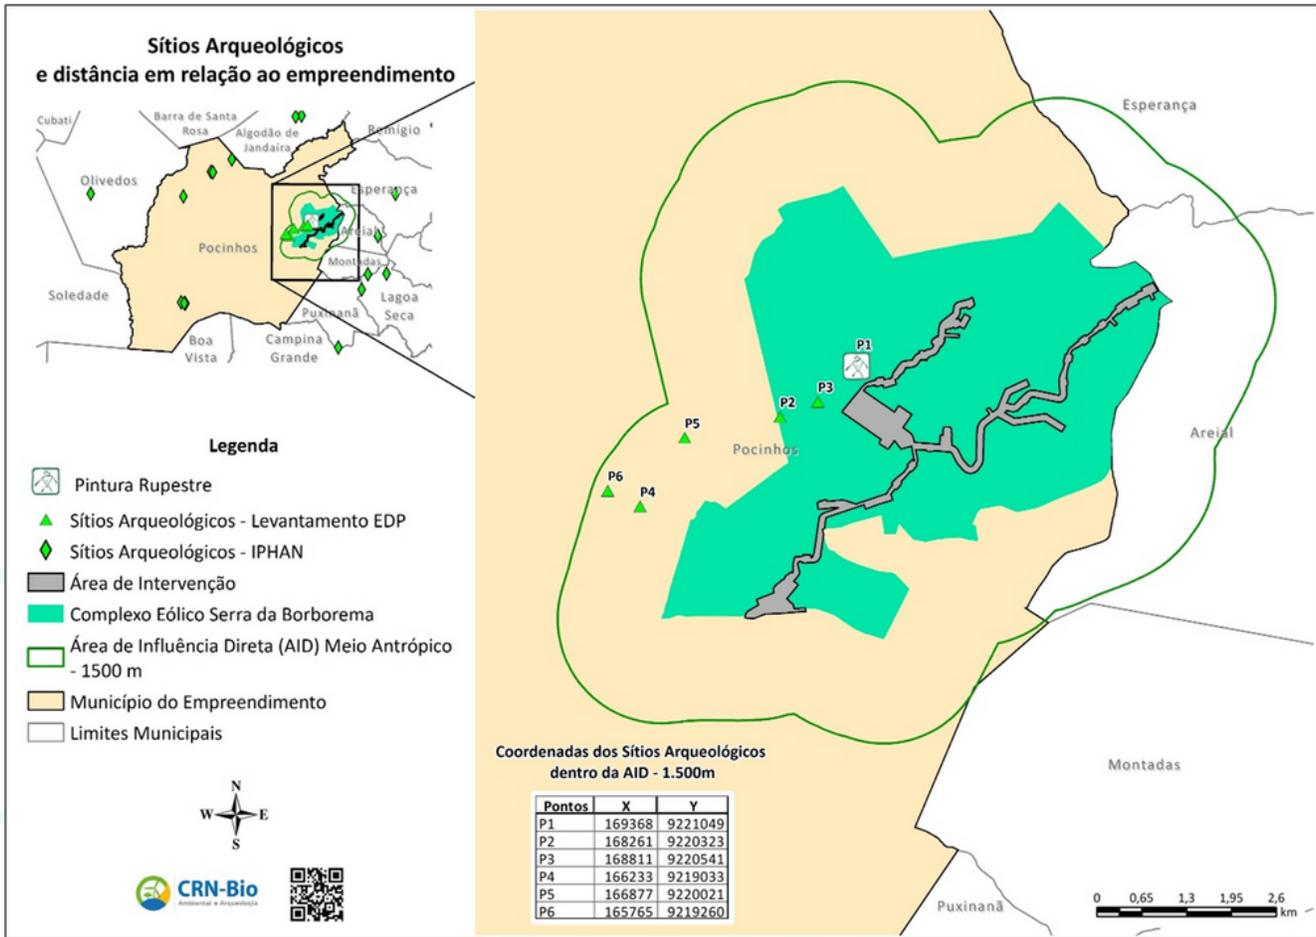 Sítios Arqueológicos
e distância em relação ao empreendimento
Cubati
Barra de Santa
Rosa
Algodão de
Jandaíra
Remígio
Olivedos
Esperança
Pocinhos
Areial
Montadas
Soledade
Lagoa
Seca
Puxinanã
Boa
Vista
Campina
Grande
Legenda
Pintura Rupestre
Sítios Arqueológicos - Levantamento EDP
Sítios Arqueológicos - IPHAN
Área de Intervenção
Complexo Eólico Serra da Borborema
Área de Influência Direta (AID) Meio Antrópico
- 1500 m
Município do Empreendimento
Limites Municipais
N
W E
S
CRN-Bio
Ambiental e Arqueologia
Esperança
P1
P3
P2
P5
Pocinhos
Areial
P6
P4
Montadas
Puxinanã
Coordenadas dos Sítios Arqueológicos
dentro da AID - 1.500m
Pontos X Y
P1 169368 9221049
P2 168261 9220323
P3 168811 9220541
P4 166233 9219033
P5 166877 9220021
P6 165765 9219260
0 0,65 1,3 1,95 2,6
km